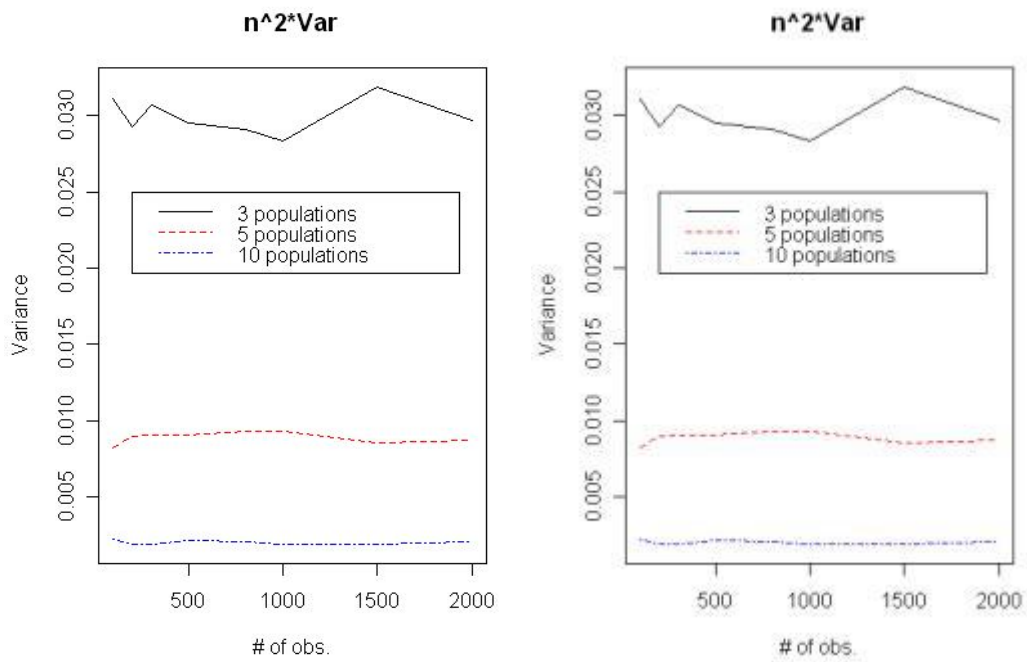 n^2*Var
Variance
0.030
0.025
0.020
0.015
0.010
0.005
3 populations
5 populations
10 populations
500 1000 1500 2000
# of obs.
n^2*Var
Variance
0.030
0.025
0.020
0.015
0.010
0.005
3 populations
5 populations
10 populations
500 1000 1500 2000
# of obs.